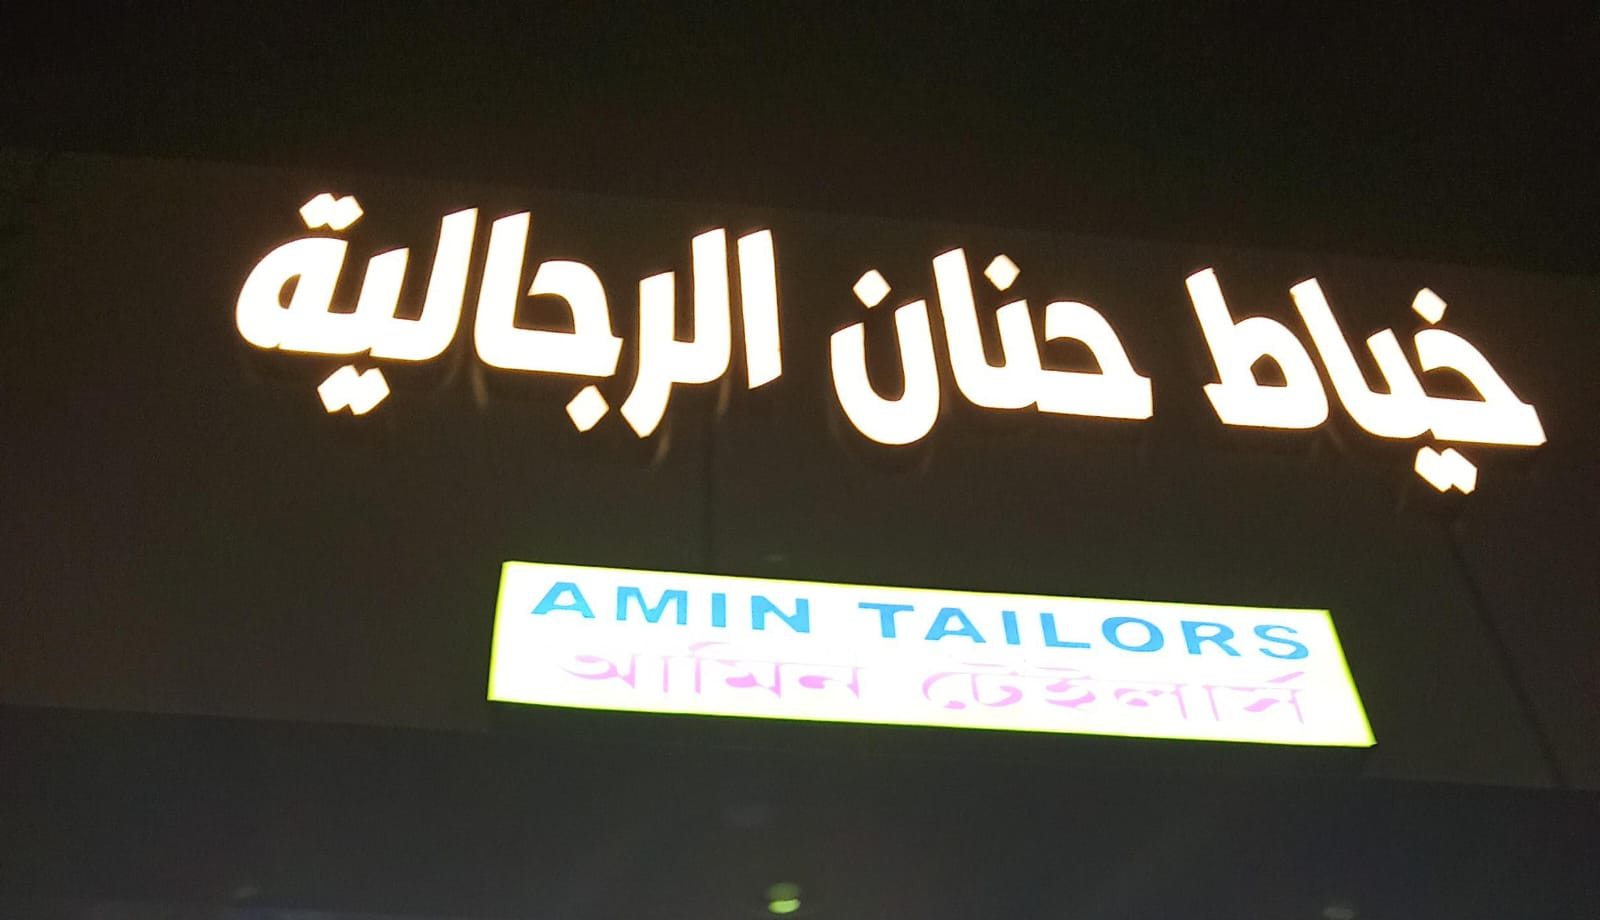 خياط حنان الرجالية
AMIN TAILORS
আমিন টেইলার্স